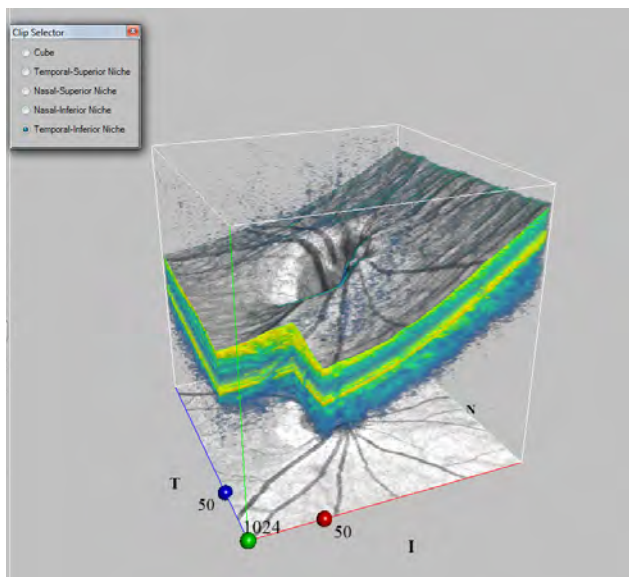 Clip Selector
Cube
Temporal-Superior Niche
Nasal-Superior Niche
Nasal-Inferior Niche
Temporal-Inferior Niche
N
T
50
1024
50
I